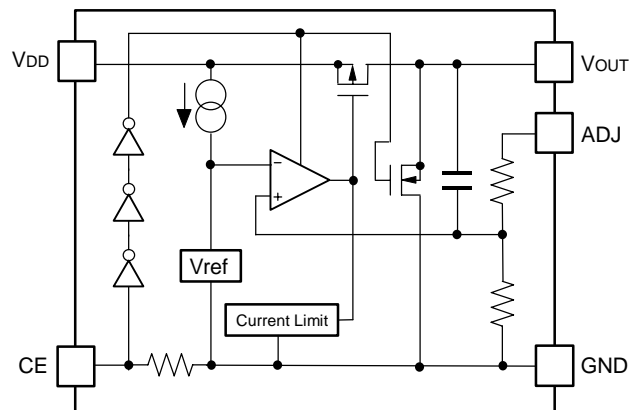 VDD
VOUT
ADJ
−
+
Vref
Current Limit
CE
GND